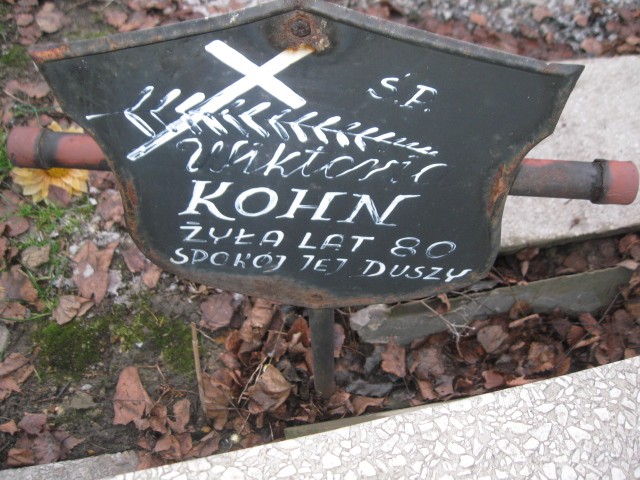 Ś.P.
Wiktoria
KOHN
ŻYŁA LAT 80
SPOKÓJ JEJ DUSZY